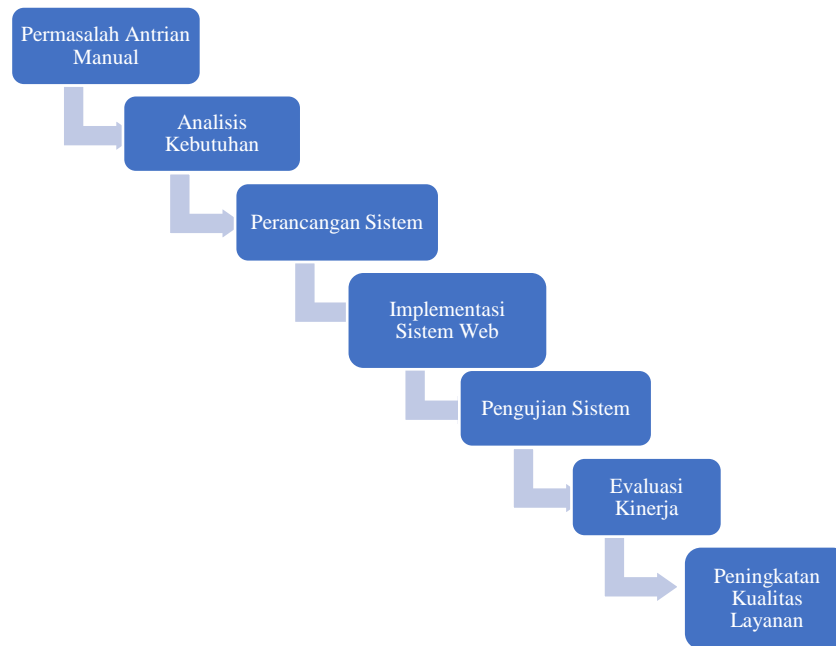 Permasalah Antrian
Manual
Analisis
Kebutuhan
Perancangan Sistem
Implementasi
Sistem Web
Pengujian Sistem
Evaluasi
Kinerja
Peningkatan
Kualitas
Layanan